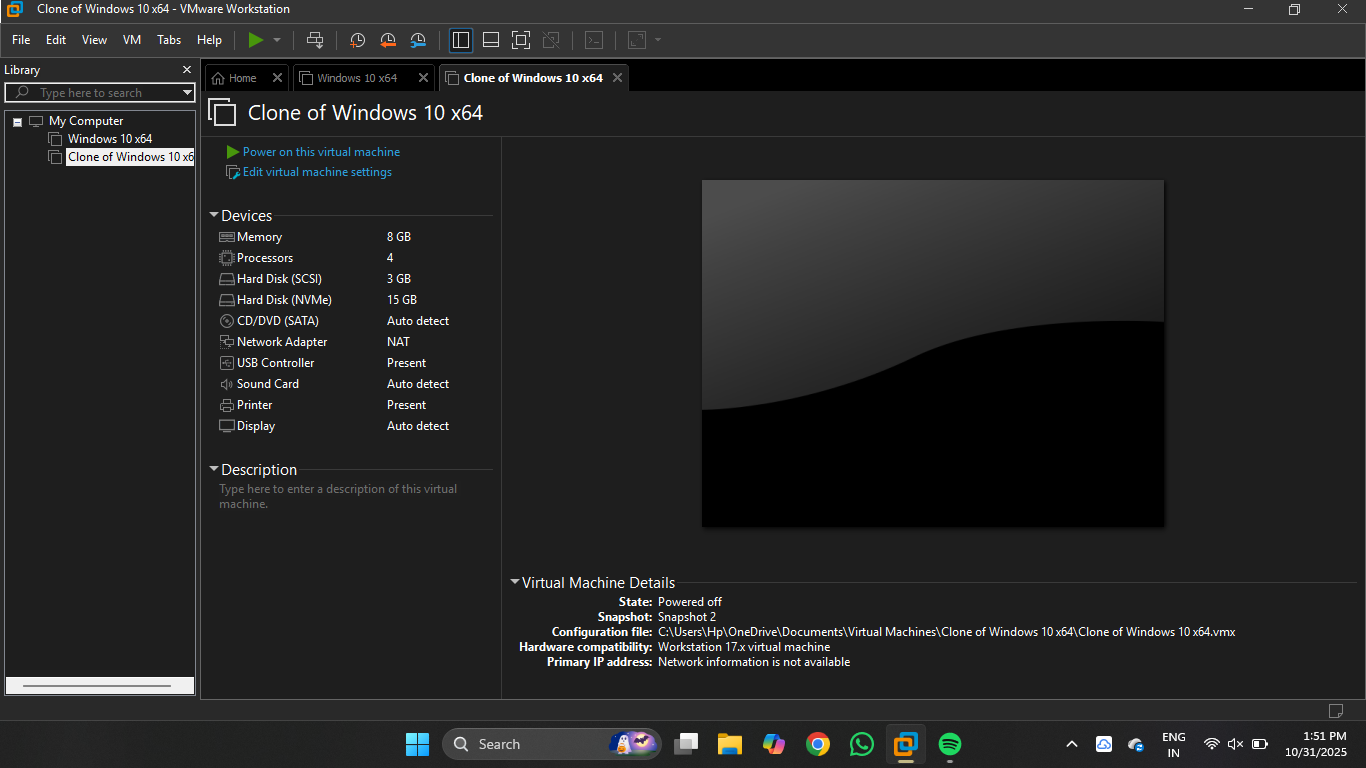 Clone of Windows 10 x64 - VMware Workstation
File Edit View VM Tabs Help
Library
Type here to search
My Computer
Windows 10 x64
Clone of Windows 10 x6
Home
Windows 10 x64
Clone of Windows 10 x64
Clone of Windows 10 x64
Power on this virtual machine
Edit virtual machine settings
Devices
Memory 8 GB
Processors 4
Hard Disk (SCSI) 3 GB
Hard Disk (NVMe) 15 GB
CD/DVD (SATA) Auto detect
Network Adapter NAT
USB Controller Present
Sound Card Auto detect
Printer Present
Display Auto detect
Description
Type here to enter a description of this virtual
machine.
Virtual Machine Details
State: Powered off
Snapshot: Snapshot 2
Configuration file: C:\Users\Hp\OneDrive\Documents\Virtual Machines\Clone of Windows 10 x64\Clone of Windows 10 x64.vmx
Hardware compatibility: Workstation 17.x virtual machine
Primary IP address: Network information is not available
Search
ENG
IN
1:51 PM
10/31/2025